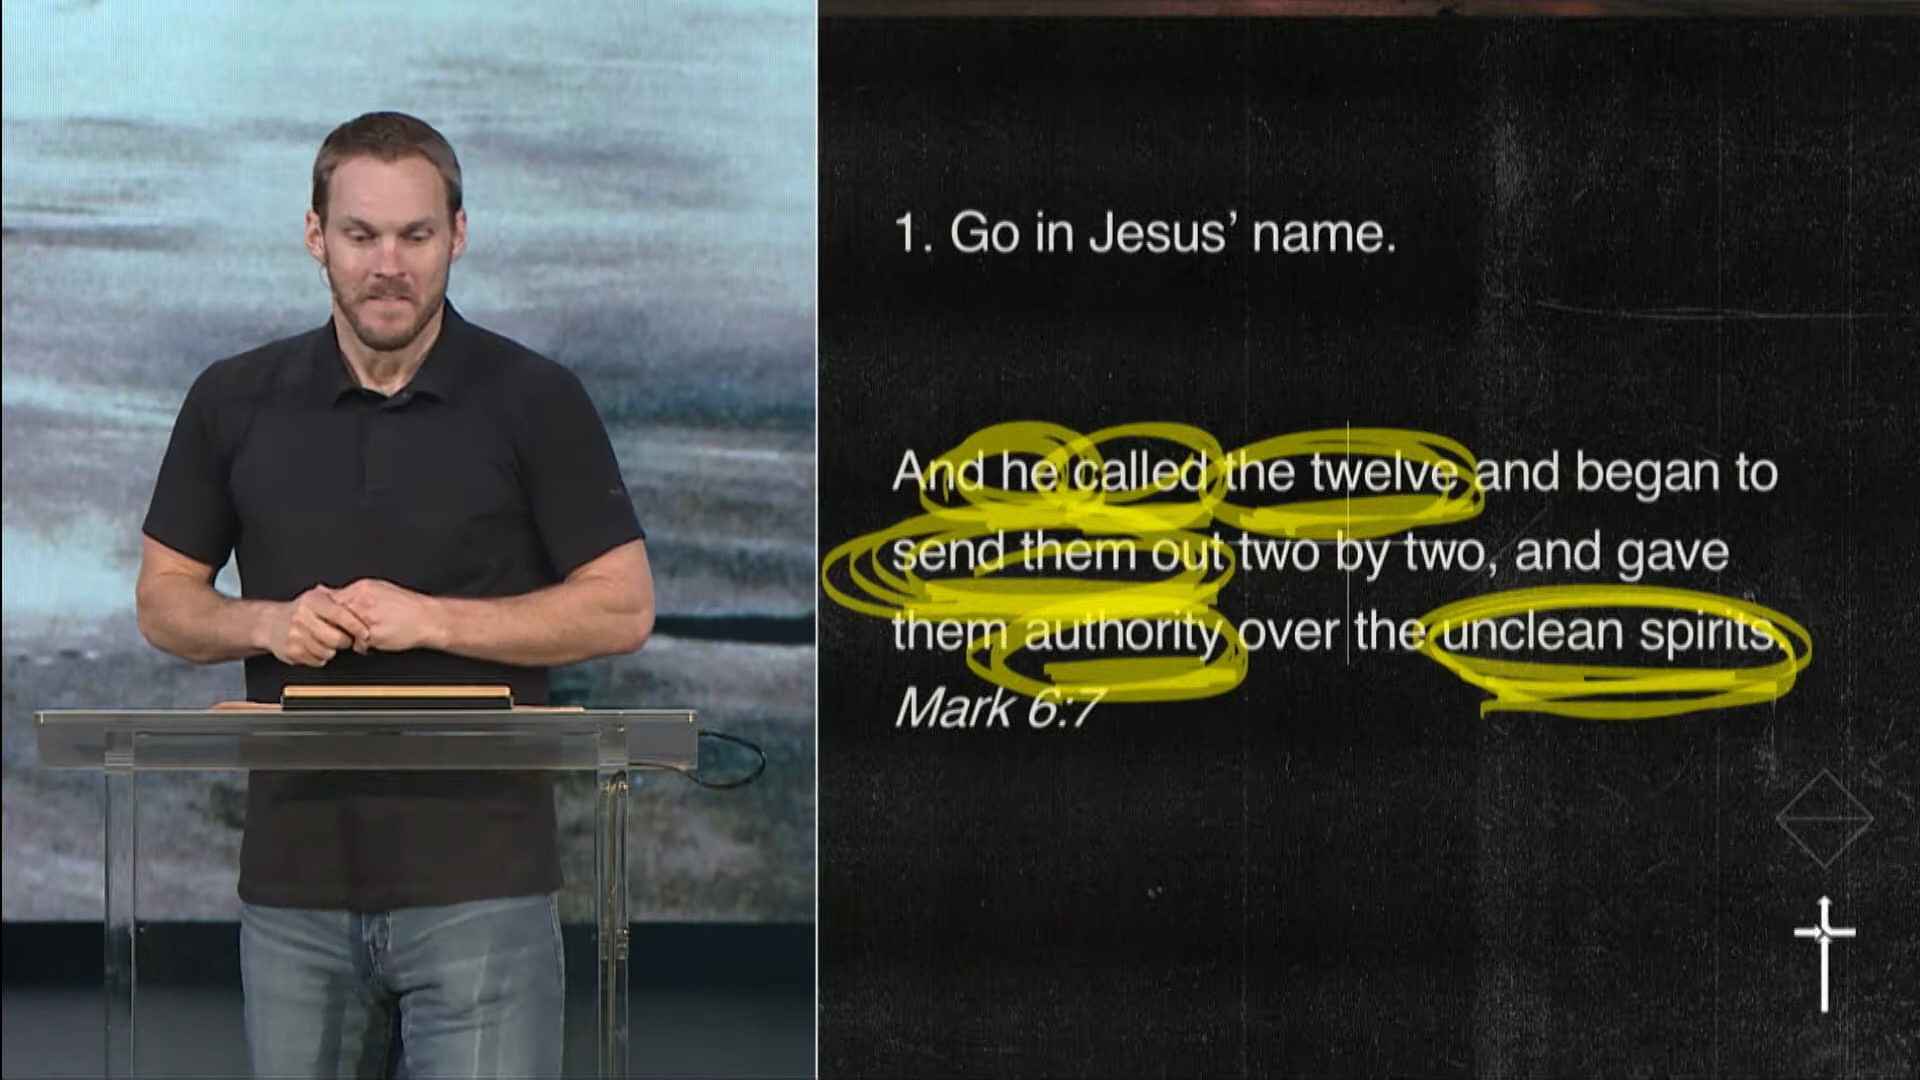 1. Go in Jesus’ name.
And he called the twelve and began to
send them out two by two, and gave
them authority over the unclean spirits.
Mark 6:7